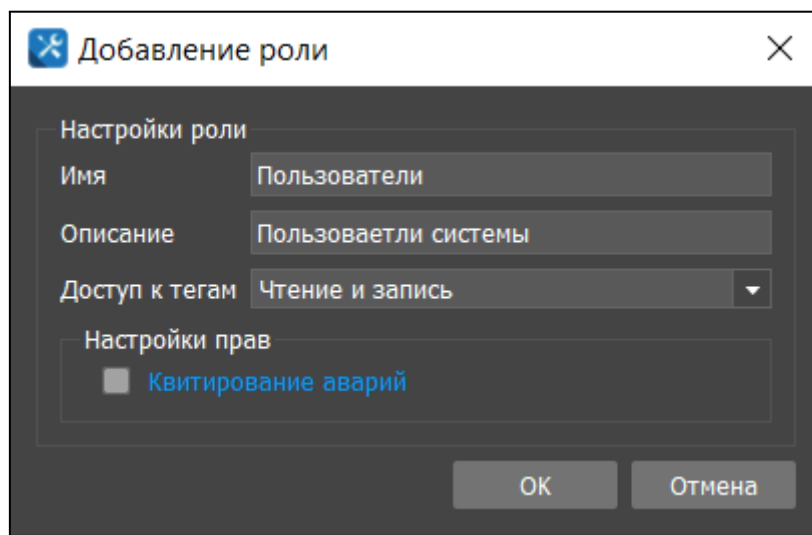 Добавление роли
Настройки роли
Имя Пользователи
Описание Пользоваетли системы
Доступ к тегам Чтение и запись
Настройки прав
Квитирование аварий
OK Отмена